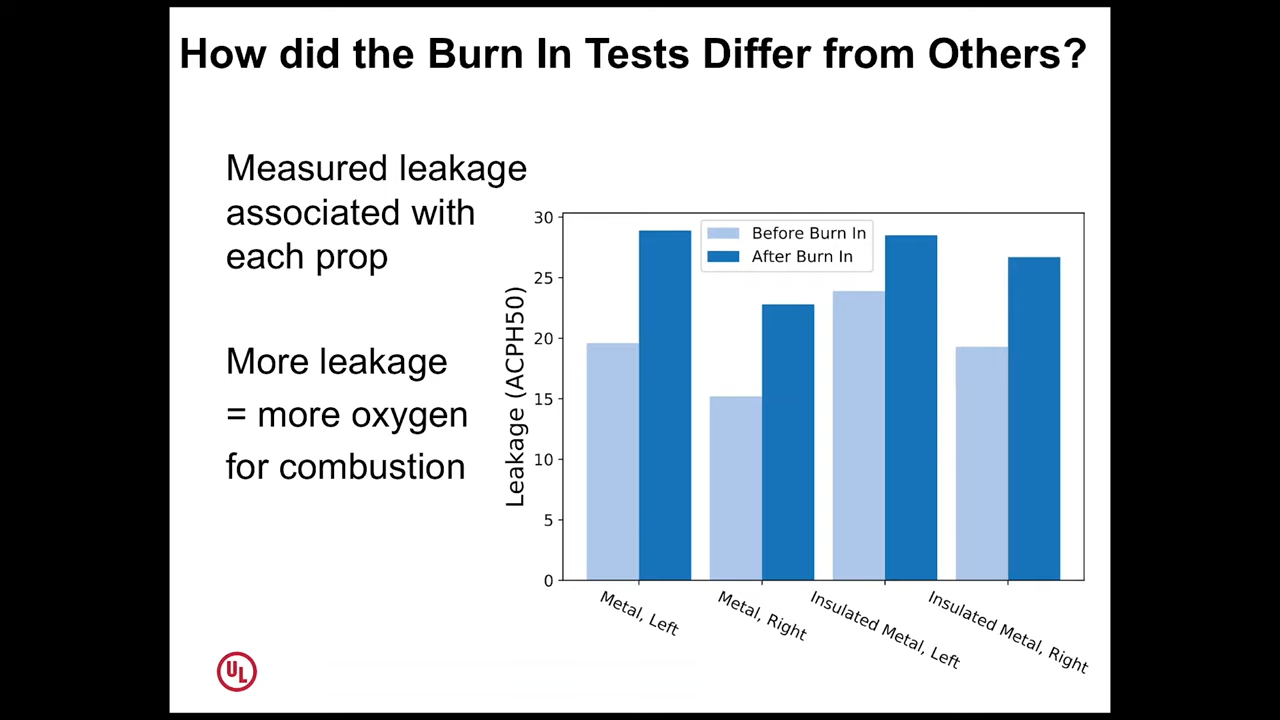 How did the Burn In Tests Differ from Others?
Measured leakage
associated with
each prop
More leakage
= more oxygen
for combustion
Leakage (ACPH50)
30
25
20
15
10
5
0
Before Burn In
After Burn In
Metal, Left
Metal, Right
Insulated Metal, Left
Insulated Metal, Right
UL